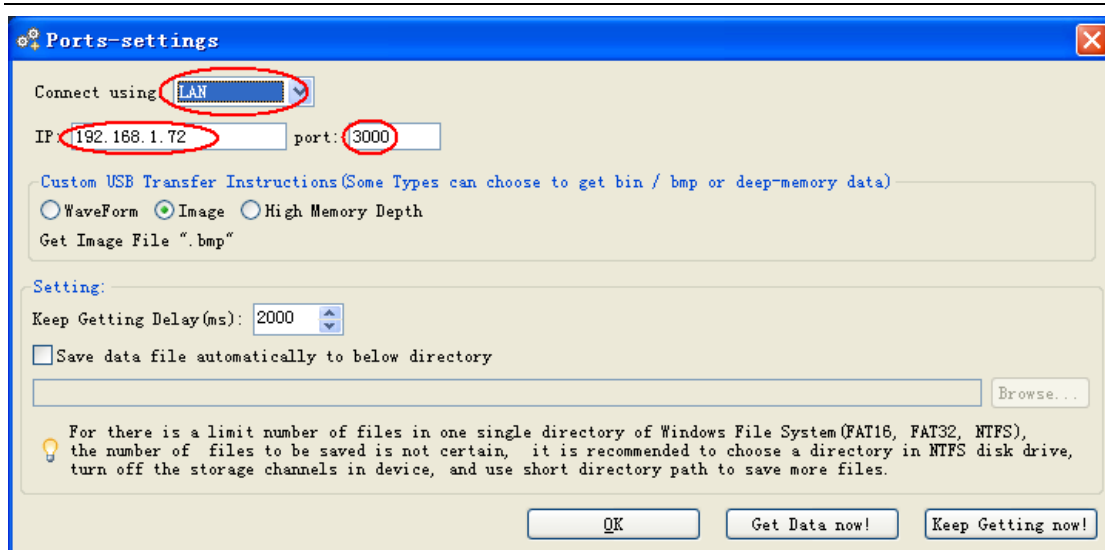 Ports-settings
Connect using: LAN
IP: 192.168.1.72 port: 3000
Custom USB Transfer Instructions(Some Types can choose to get bin / bmp or deep-memory data)
WaveForm Image High Memory Depth
Get Image File ".bmp"
Setting:
Keep Getting Delay(ms): 2000
Save data file automatically to below directory
Browse...
For there is a limit number of files in one single directory of Windows File System(FAT16, FAT32, NTFS),
the number of files to be saved is not certain, it is recommended to choose a directory in NTFS disk drive,
turn off the storage channels in device, and use short directory path to save more files.
OK Get Data now! Keep Getting now!